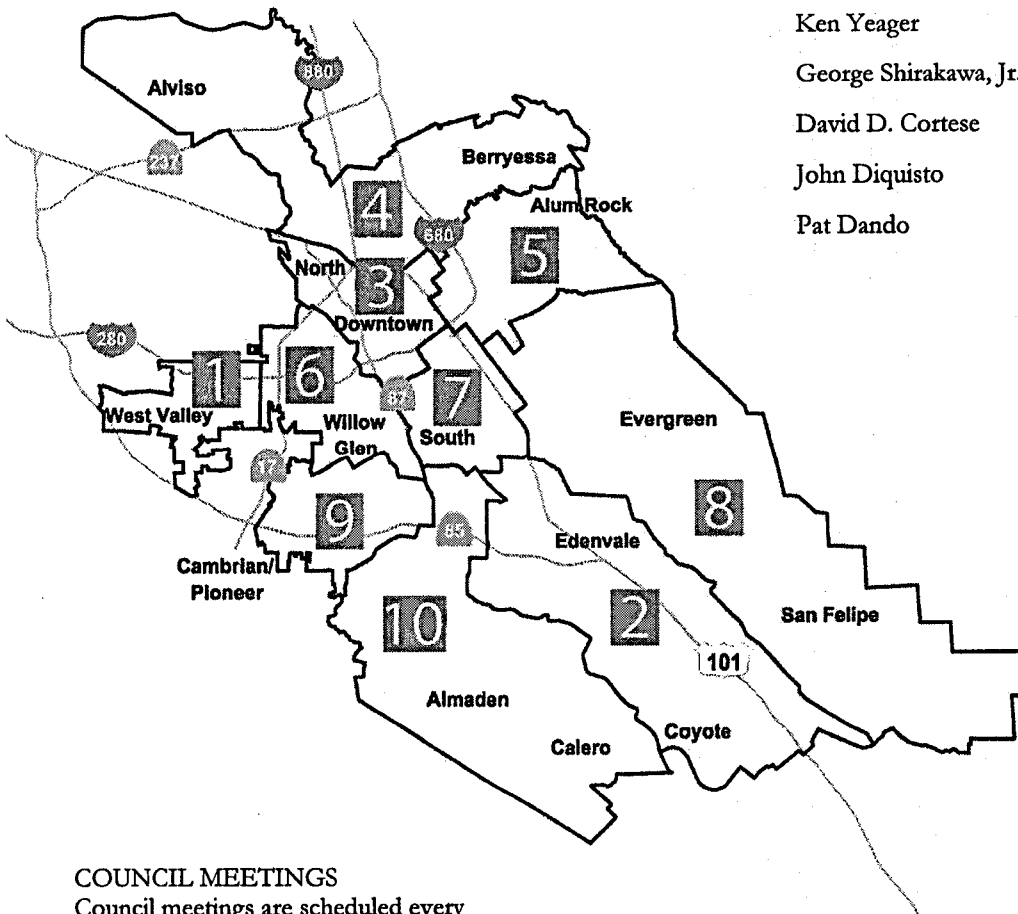 Ken Yeager
George Shirakawa, Jr.
David D. Cortese
John Diquisto
Pat Dando
880
Alviso
237
Berryessa
4
Alum Rock
680
5
North
3
Downtown
280
1
6
87
7
West Valley
Willow
Glen
South
Evergreen
17
8
9
85
Edenvale
Cambrian/
Pioneer
10
2
San Felipe
101
Almaden
Coyote
Calero
COUNCIL MEETINGS
Council meetings are scheduled every